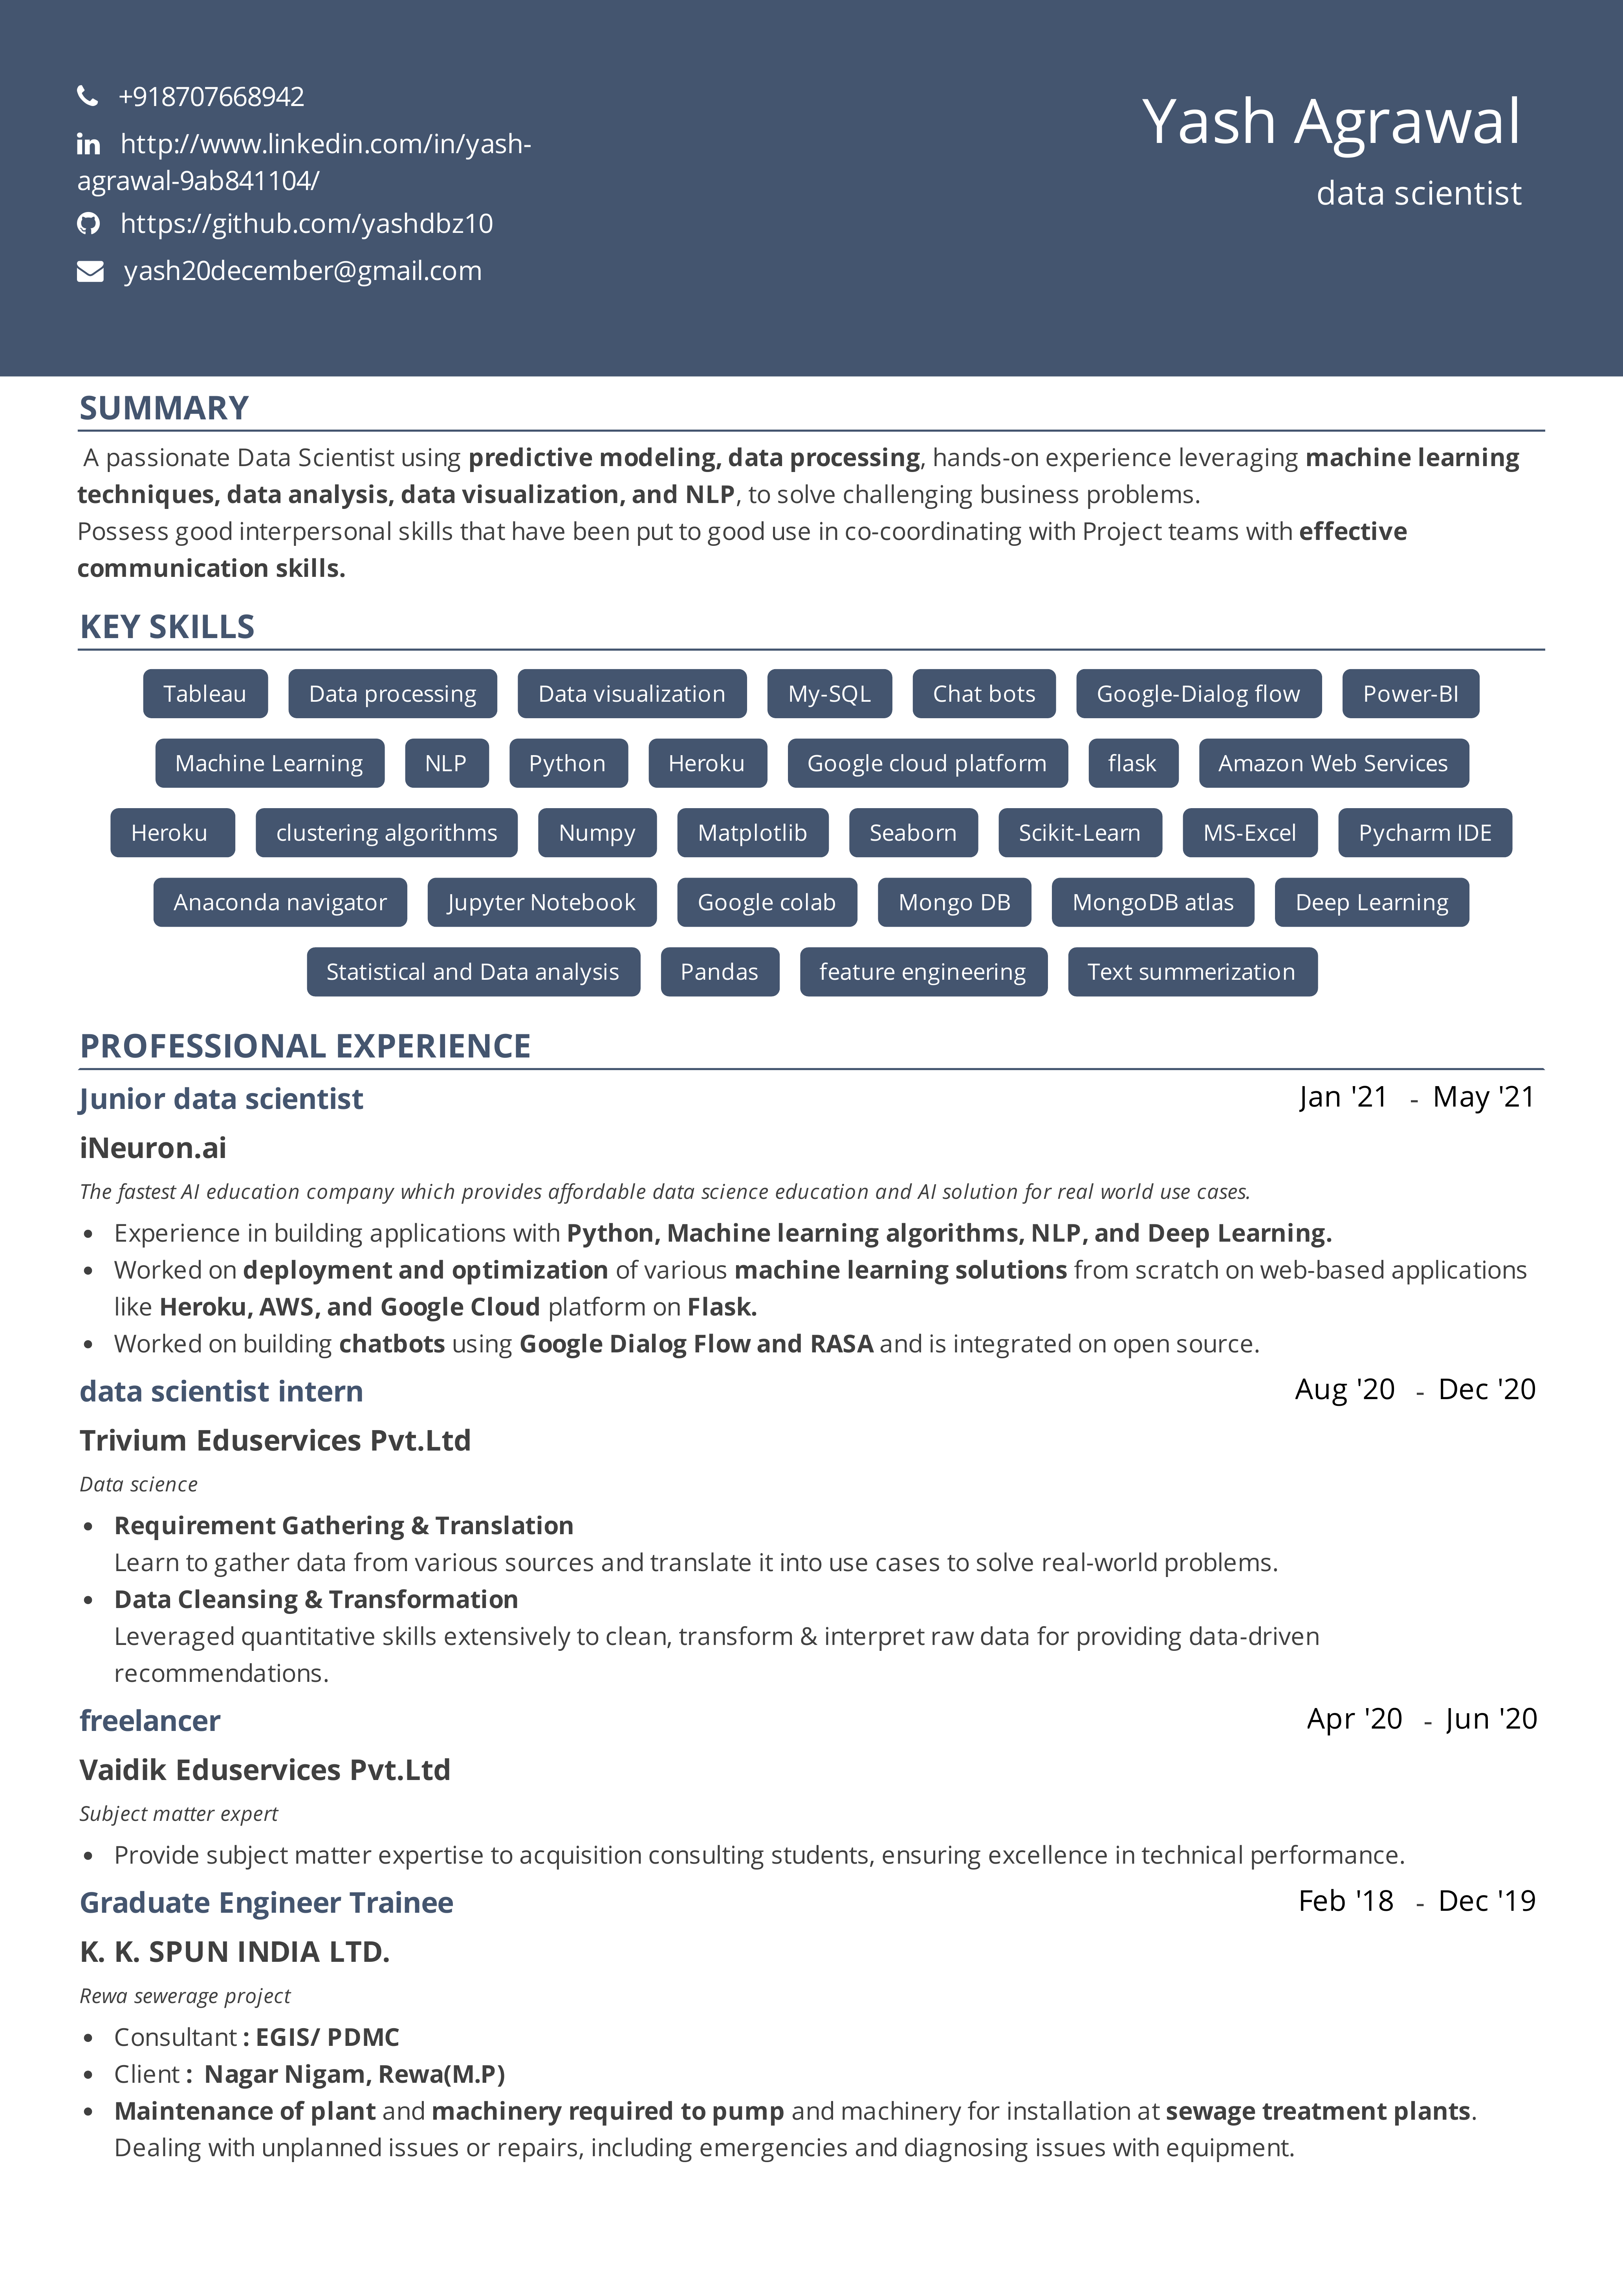 +918707668942
http://www.linkedin.com/in/yash-
agrawal-9ab841104/
https://github.com/yashdbz10
yash20december@gmail.com
Yash Agrawal
data scientist
SUMMARY
A passionate Data Scientist using predictive modeling, data processing, hands-on experience leveraging machine learning
techniques, data analysis, data visualization, and NLP, to solve challenging business problems.
Possess good interpersonal skills that have been put to good use in co-coordinating with Project teams with effective
communication skills.
KEY SKILLS
Tableau Data processing Data visualization My-SQL Chat bots Google-Dialog flow Power-BI
Machine Learning NLP Python Heroku Google cloud platform flask Amazon Web Services
Heroku clustering algorithms Numpy Matplotlib Seaborn Scikit-Learn MS-Excel Pycharm IDE
Anaconda navigator Jupyter Notebook Google colab Mongo DB MongoDB atlas Deep Learning
Statistical and Data analysis Pandas feature engineering Text summerization
PROFESSIONAL EXPERIENCE
Junior data scientist Jan '21 - May '21
iNeuron.ai
The fastest AI education company which provides affordable data science education and AI solution for real world use cases.
• Experience in building applications with Python, Machine learning algorithms, NLP, and Deep Learning.
• Worked on deployment and optimization of various machine learning solutions from scratch on web-based applications
like Heroku, AWS, and Google Cloud platform on Flask.
• Worked on building chatbots using Google Dialog Flow and RASA and is integrated on open source.
data scientist intern Aug '20 - Dec '20
Trivium Eduservices Pvt.Ltd
Data science
• Requirement Gathering & Translation
Learn to gather data from various sources and translate it into use cases to solve real-world problems.
• Data Cleansing & Transformation
Leveraged quantitative skills extensively to clean, transform & interpret raw data for providing data-driven
recommendations.
freelancer Apr '20 - Jun '20
Vaidik Eduservices Pvt.Ltd
Subject matter expert
• Provide subject matter expertise to acquisition consulting students, ensuring excellence in technical performance.
Graduate Engineer Trainee Feb '18 - Dec '19
K. K. SPUN INDIA LTD.
Rewa sewerage project
• Consultant : EGIS/ PDMC
• Client : Nagar Nigam, Rewa(M.P)
• Maintenance of plant and machinery required to pump and machinery for installation at sewage treatment plants.
Dealing with unplanned issues or repairs, including emergencies and diagnosing issues with equipment.